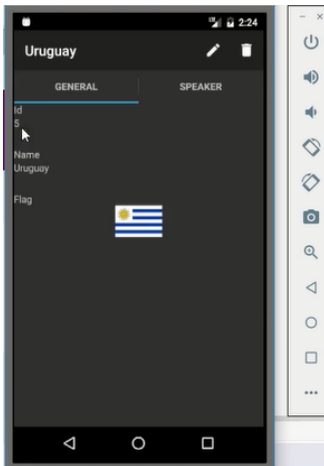 2:24
Uruguay
GENERAL SPEAKER
Id
5
Name
Uruguay
Flag